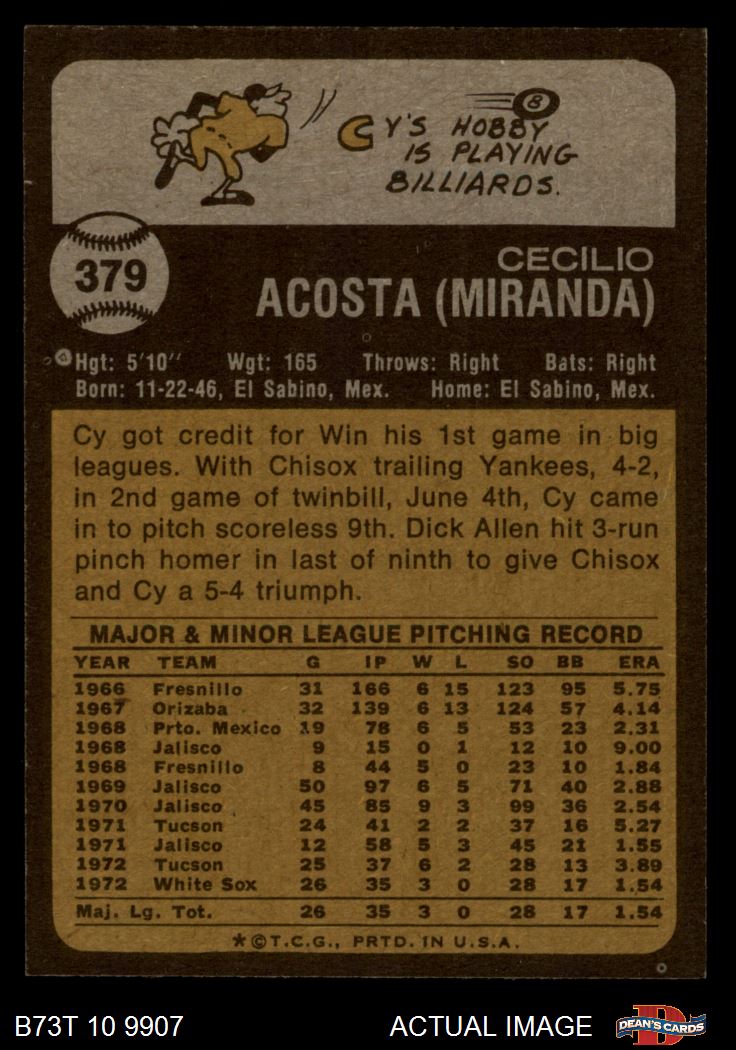 8
CY'S HOBBY
IS PLAYING
BILLIARDS.
379
CECILIO
ACOSTA (MIRANDA)
Hgt: 5'10" Wgt: 165 Throws: Right Bats: Right
Born: 11-22-46, El Sabino, Mex. Home: El Sabino, Mex.
Cy got credit for Win his 1st game in big
leagues. With Chisox trailing Yankees, 4-2,
in 2nd game of twinbill, June 4th, Cy came
in to pitch scoreless 9th. Dick Allen hit 3-run
pinch homer in last of ninth to give Chisox
and Cy a 5-4 triumph.
MAJOR & MINOR LEAGUE PITCHING RECORD
YEAR TEAM G IP W L SO BB ERA
1966 Fresnillo 31 166 6 15 123 95 5.75
1967 Orizaba 32 139 6 13 124 57 4.14
1968 Prto. Mexico 19 78 6 5 53 23 2.31
1968 Jalisco 9 15 0 1 12 10 9.00
1968 Fresnillo 8 44 5 0 23 10 1.84
1969 Jalisco 50 97 6 5 71 40 2.88
1970 Jalisco 45 85 9 3 99 36 2.54
1971 Tucson 24 41 2 2 37 16 5.27
1971 Jalisco 12 58 5 3 45 21 1.55
1972 Tucson 25 37 6 2 28 13 3.89
1972 White Sox 26 35 3 0 28 17 1.54
Maj. Lg. Tot. 26 35 3 0 28 17 1.54
*©T.C.G., PRTD. IN U.S.A.
B73T 10 9907 ACTUAL IMAGE
D
DEAN'S CARDS